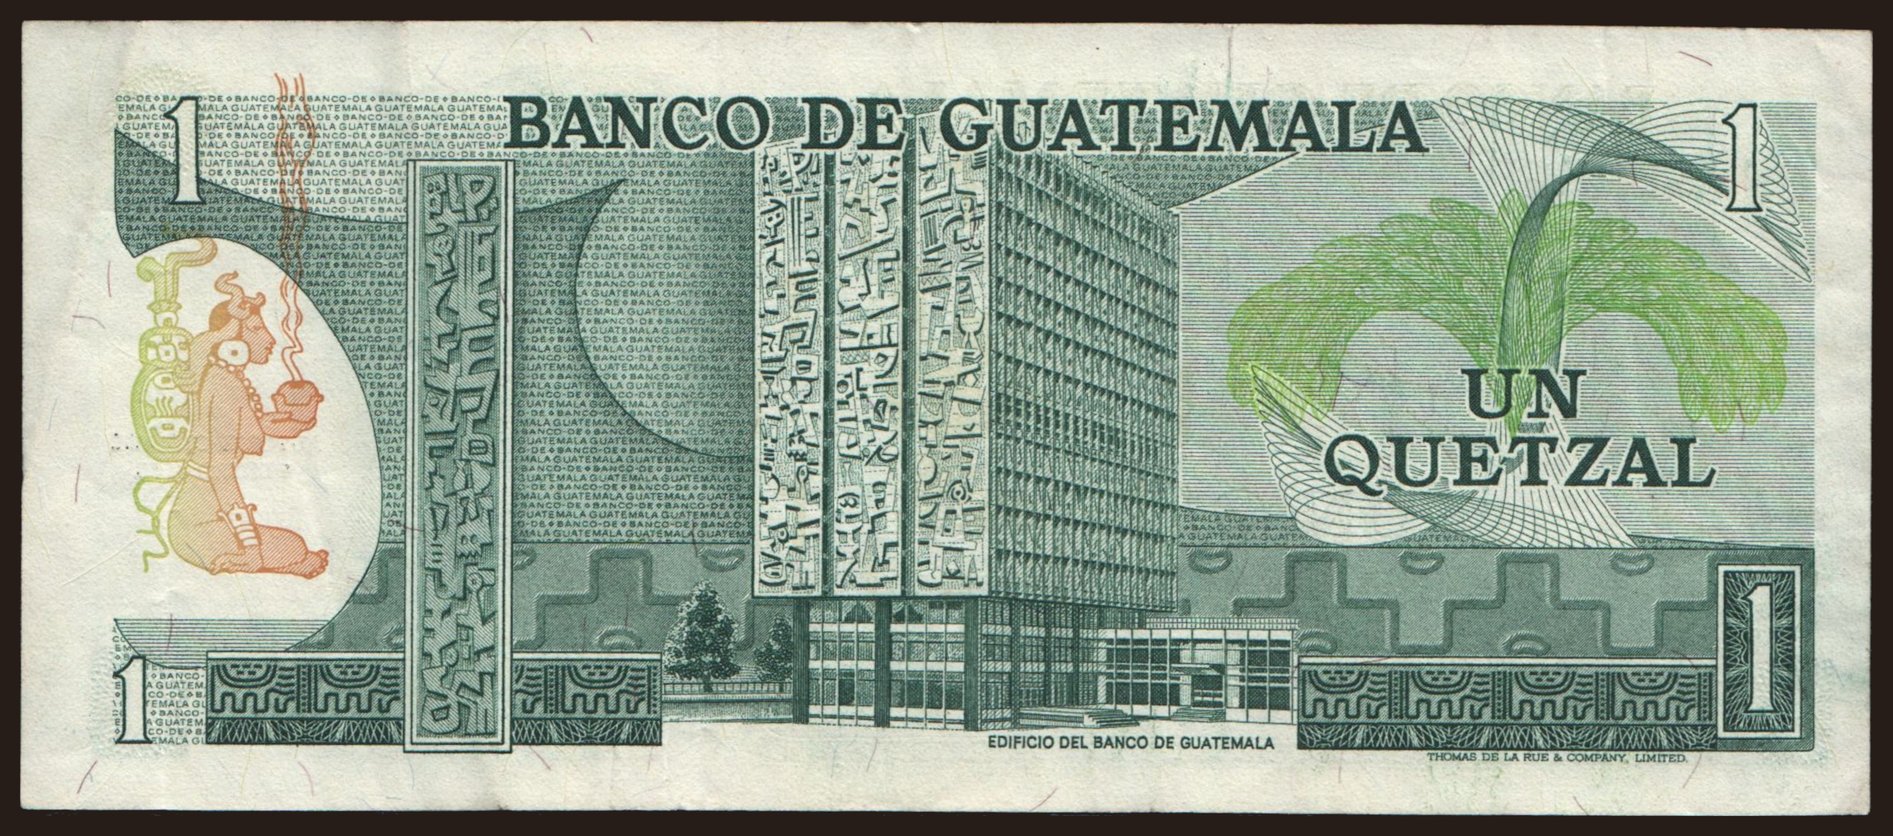 BANCO DE GUATEMALA
1
1
UN
QUETZAL
1
1
EDIFICIO DEL BANCO DE GUATEMALA
THOMAS DE LA RUE & COMPANY, LIMITED.